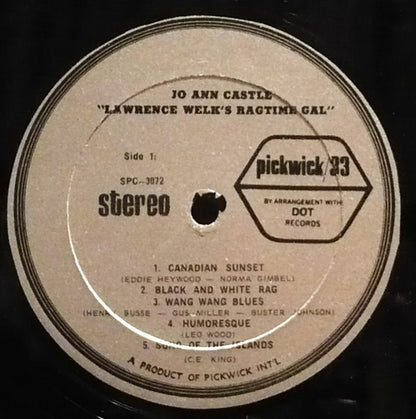 JO ANN CASTLE
"LAWRENCE WELK'S RAGTIME GAL"
Side 1:
SPC-3072
stereo
pickwick/33
BY ARRANGEMENT WITH
DOT
RECORDS
1. CANADIAN SUNSET
(EDDIE HEYWOOD — NORMA GIMBEL)
2. BLACK AND WHITE RAG
3. WANG WANG BLUES
(HENRY BUSSE — GUS MILLER — BUSTER JOHNSON)
4. HUMORESQUE
(LEO WOOD)
5. SONG OF THE ISLANDS
(C.E. KING)
A PRODUCT OF PICKWICK INT'L